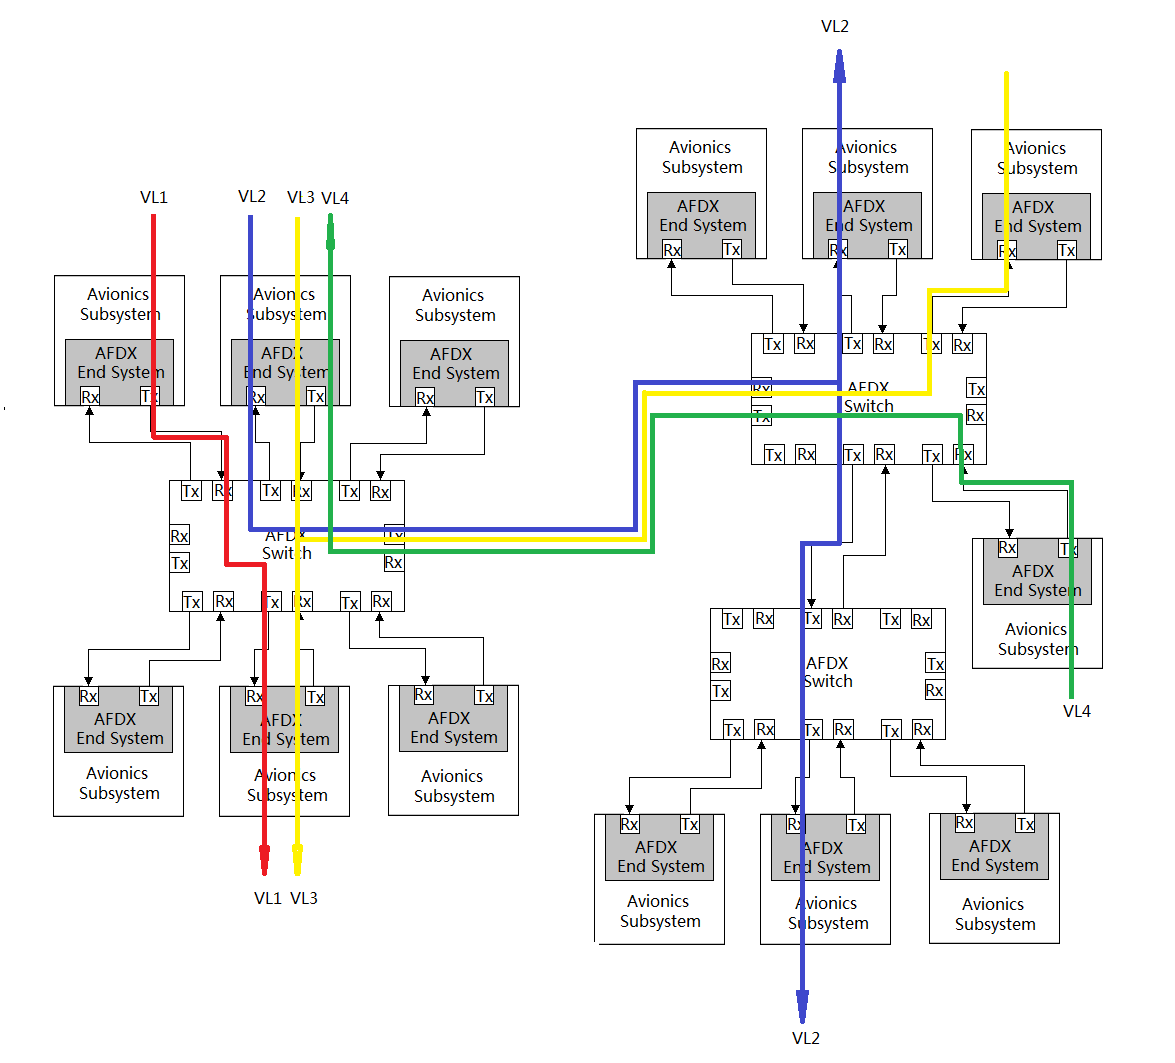 VL2
Avionics
Subsystem
AFDX
End System
Rx Tx
Avionics
Subsystem
AFDX
End System
Rx Tx
Avionics
Subsystem
AFDX
End System
Rx Tx
VL1 VL2 VL3 VL4
Avionics
Subsystem
AFDX
End System
Rx Tx
Avionics
Subsystem
AFDX
End System
Rx Tx
Avionics
Subsystem
AFDX
End System
Rx Tx
Tx Rx Tx Rx Tx Rx
Rx Tx
AFDX
Switch
Tx Rx
Tx Rx Tx Rx Tx Rx
Tx Rx Tx Rx Tx Rx
Rx Tx
AFDX
Switch
Tx Rx
Tx Rx Tx Rx Tx Rx
Rx Tx
AFDX
End System
Avionics
Subsystem
VL4
Rx Tx
AFDX
End System
Avionics
Subsystem
Rx Tx
AFDX
End System
Avionics
Subsystem
Rx Tx
AFDX
End System
Avionics
Subsystem
VL1 VL3
Tx Rx Tx Rx Tx Rx
Rx Tx
AFDX
Switch
Tx Rx
Tx Rx Tx Rx Tx Rx
Rx Tx
AFDX
End System
Avionics
Subsystem
Rx Tx
AFDX
End System
Avionics
Subsystem
Rx Tx
AFDX
End System
Avionics
Subsystem
VL2